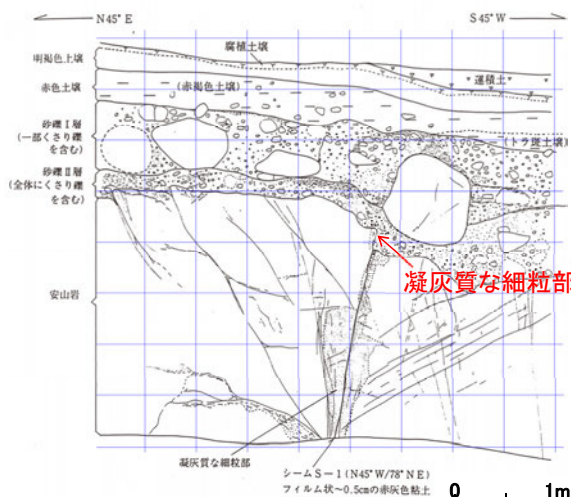 N45°E
S45°W
腐植土壌
明褐色土壌
運積土
赤色土壌
(赤褐色土壌)
砂礫Ⅰ層
(一部くさり礫
を含む)
(トラ斑土壌)
砂礫Ⅱ層
(全体にくさり礫
を含む)
凝灰質な細粒部
安山岩
凝灰質な細粒部
シームS-1(N45°W/78°NE)
フィルム状~0.5cmの赤灰色粘土
0 1m